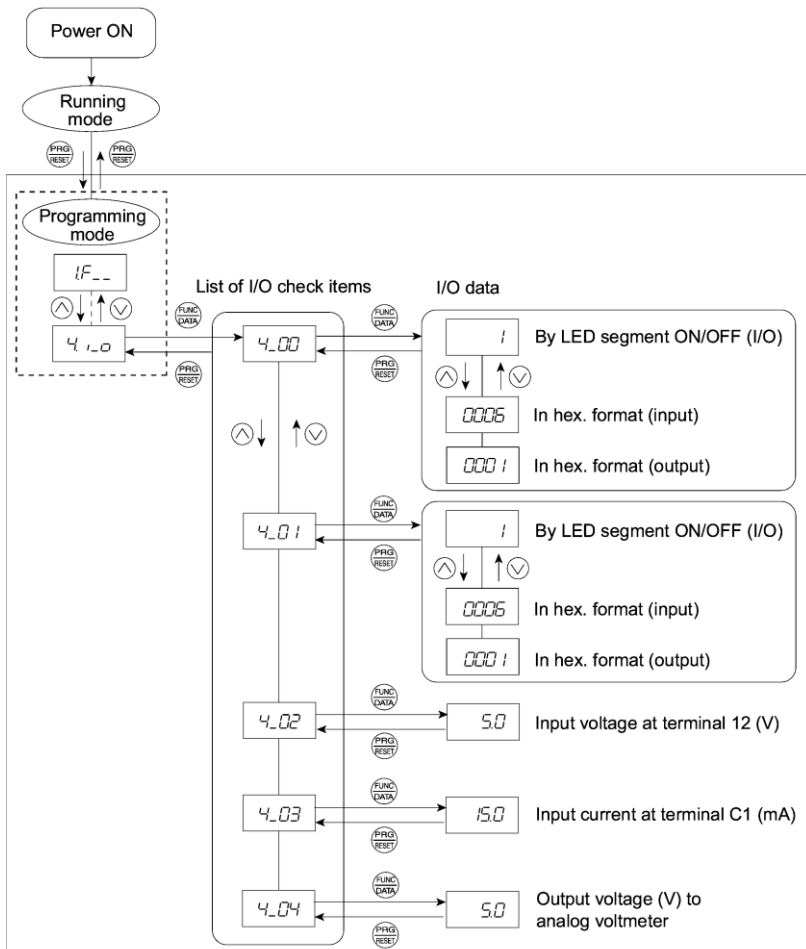 Power ON
Running
mode
PRG
RESET
PRG
RESET
Programming
mode
1.F__
4.i_o
FUNC
DATA
PRG
RESET
List of I/O check items
I/O data
4_00
FUNC
DATA
PRG
RESET
1
By LED segment ON/OFF (I/O)
0006
In hex. format (input)
0001
In hex. format (output)
4_01
FUNC
DATA
PRG
RESET
1
By LED segment ON/OFF (I/O)
0006
In hex. format (input)
0001
In hex. format (output)
4_02
FUNC
DATA
PRG
RESET
5.0
Input voltage at terminal 12 (V)
4_03
FUNC
DATA
PRG
RESET
15.0
Input current at terminal C1 (mA)
4_04
FUNC
DATA
PRG
RESET
5.0
Output voltage (V) to
analog voltmeter